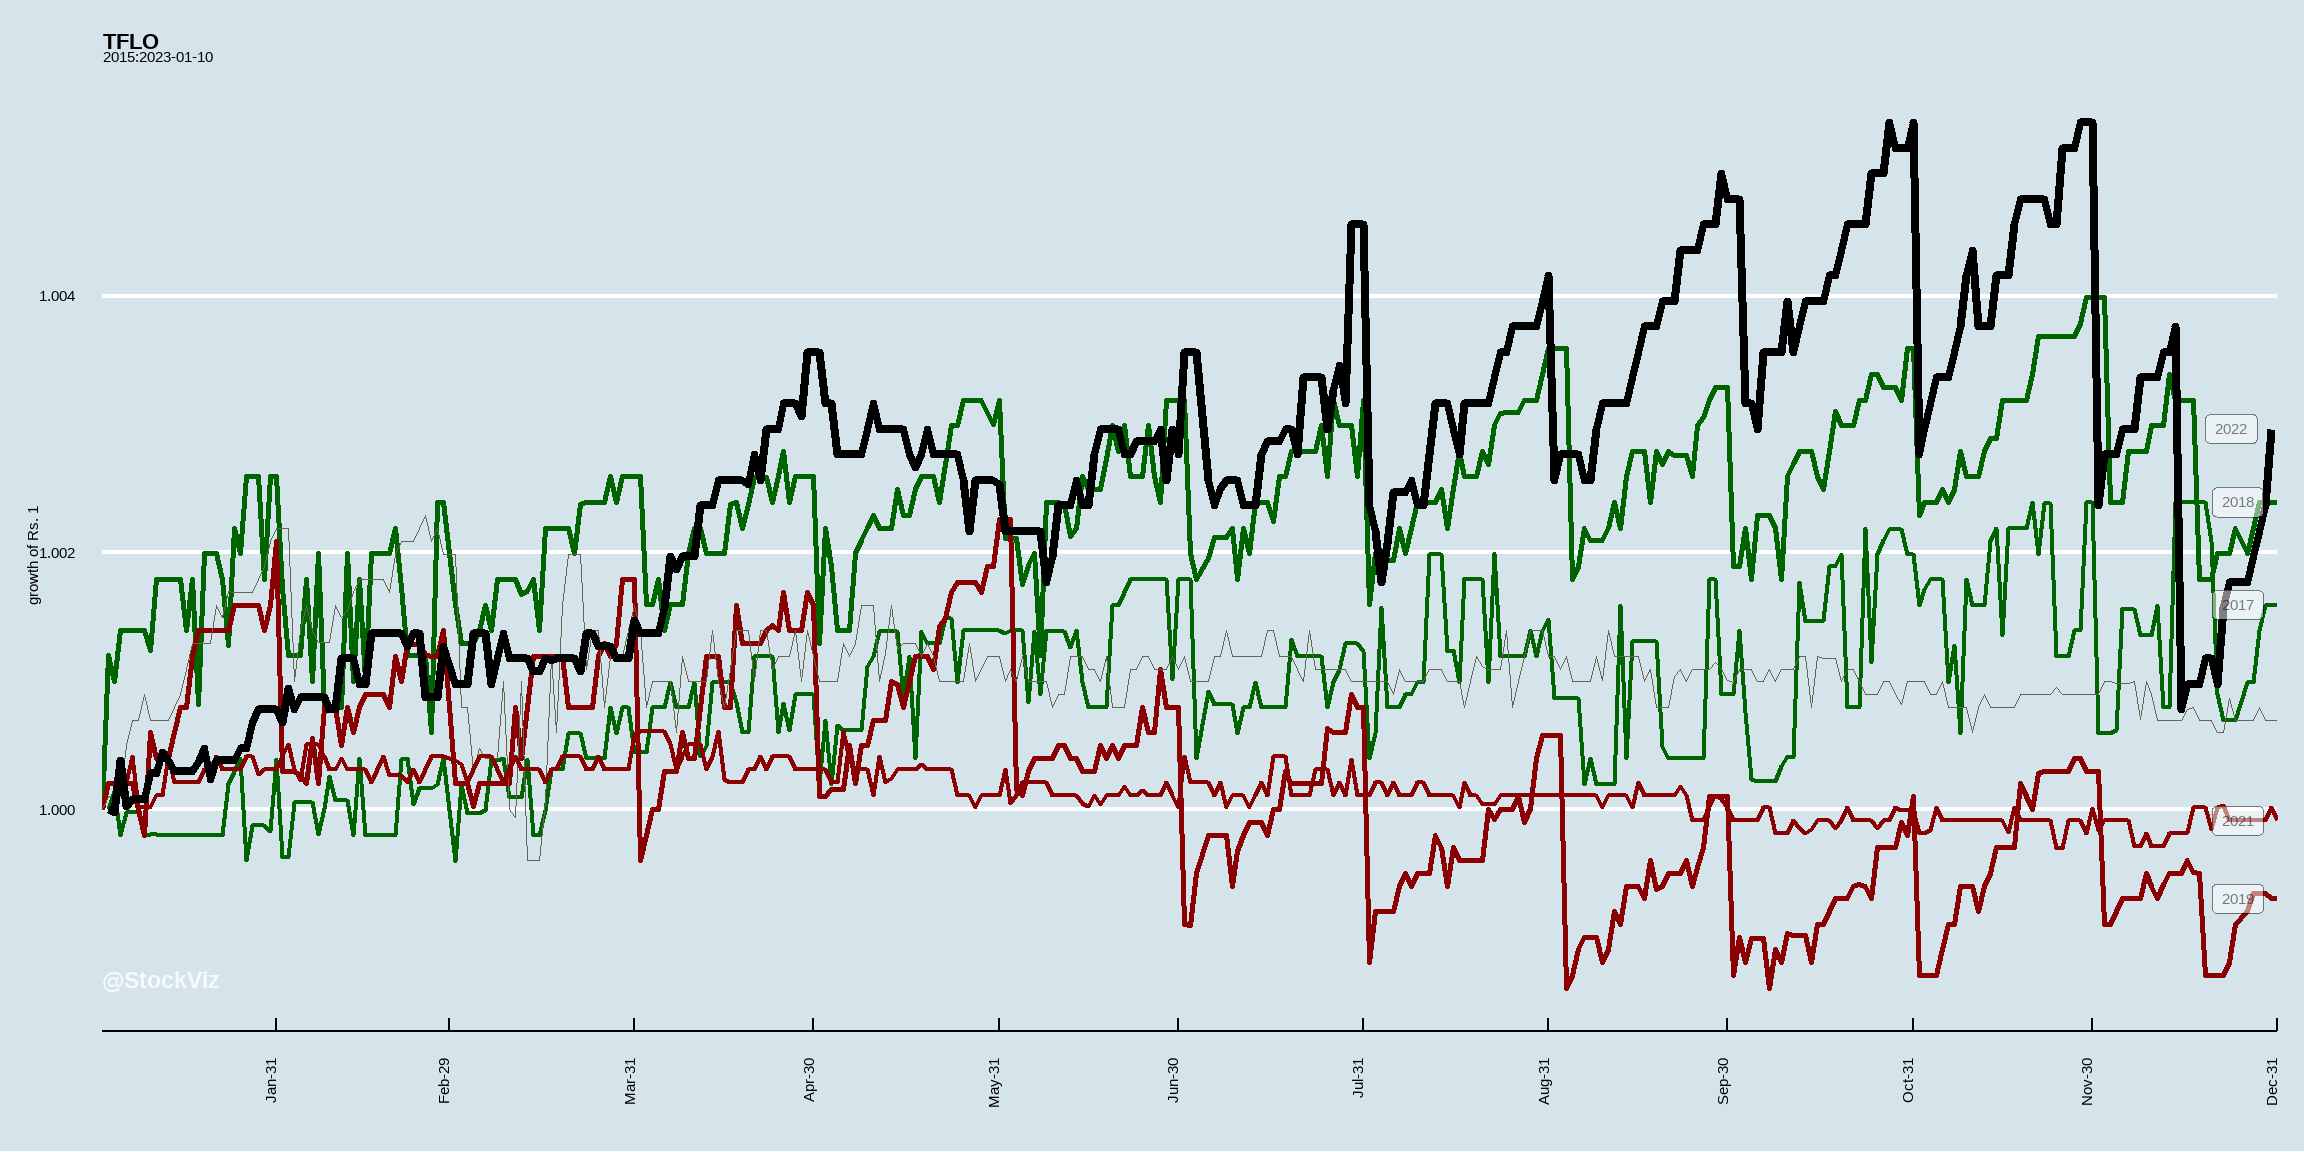 TFLO
2015:2023-01-10
growth of Rs. 1
1.004
1.002
1.000
2022
2018
2017
2021
2019
@StockViz
Jan-31
Feb-29
Mar-31
Apr-30
May-31
Jun-30
Jul-31
Aug-31
Sep-30
Oct-31
Nov-30
Dec-31